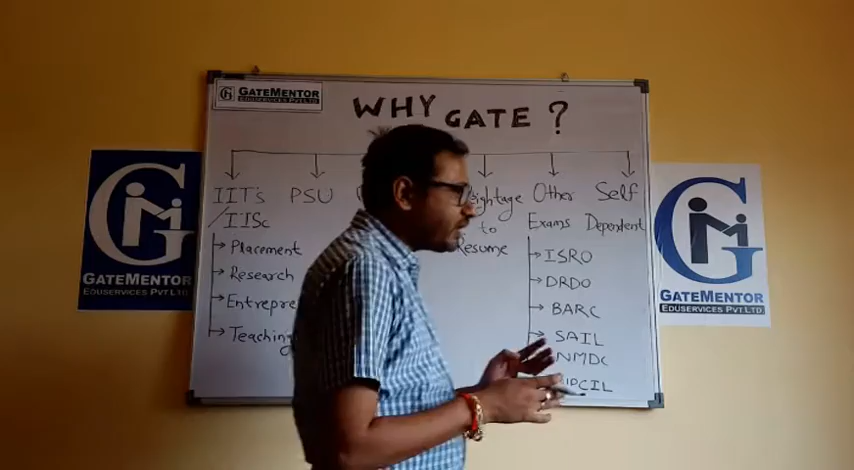 GATEMENTOR
EDUSERVICES PVT.LTD
WHY GATE ?
IIT's
/IISc
Placement
Research
Teaching
PSU
to
Resume
Other
Exams
ISRO
DRDO
BARC
SAIL
NMDC
Self
Dependent
GATEMENTOR
EDUSERVICES PVT.LTD
GATEMENTOR
EDUSERVICES PVT.LTD